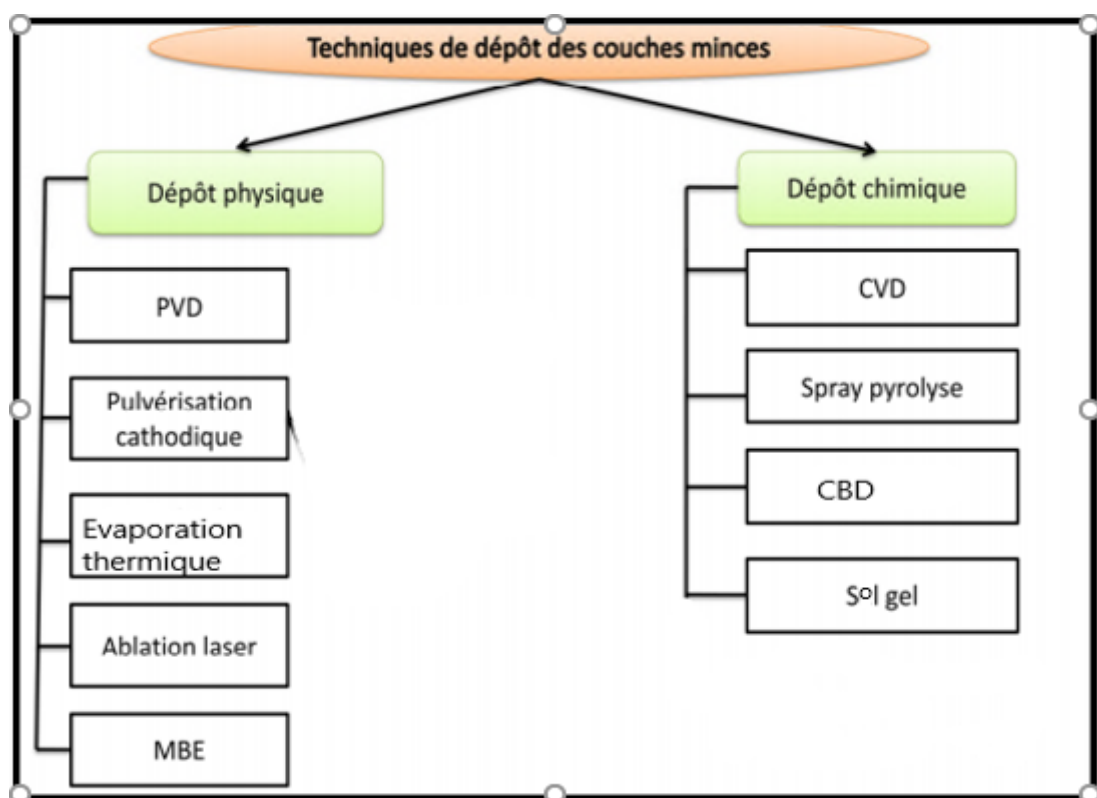 Techniques de dépôt des couches minces
Dépôt physique
PVD
Pulvérisation
cathodique
Evaporation
thermique
Ablation laser
MBE
Dépôt chimique
CVD
Spray pyrolyse
CBD
Sol gel